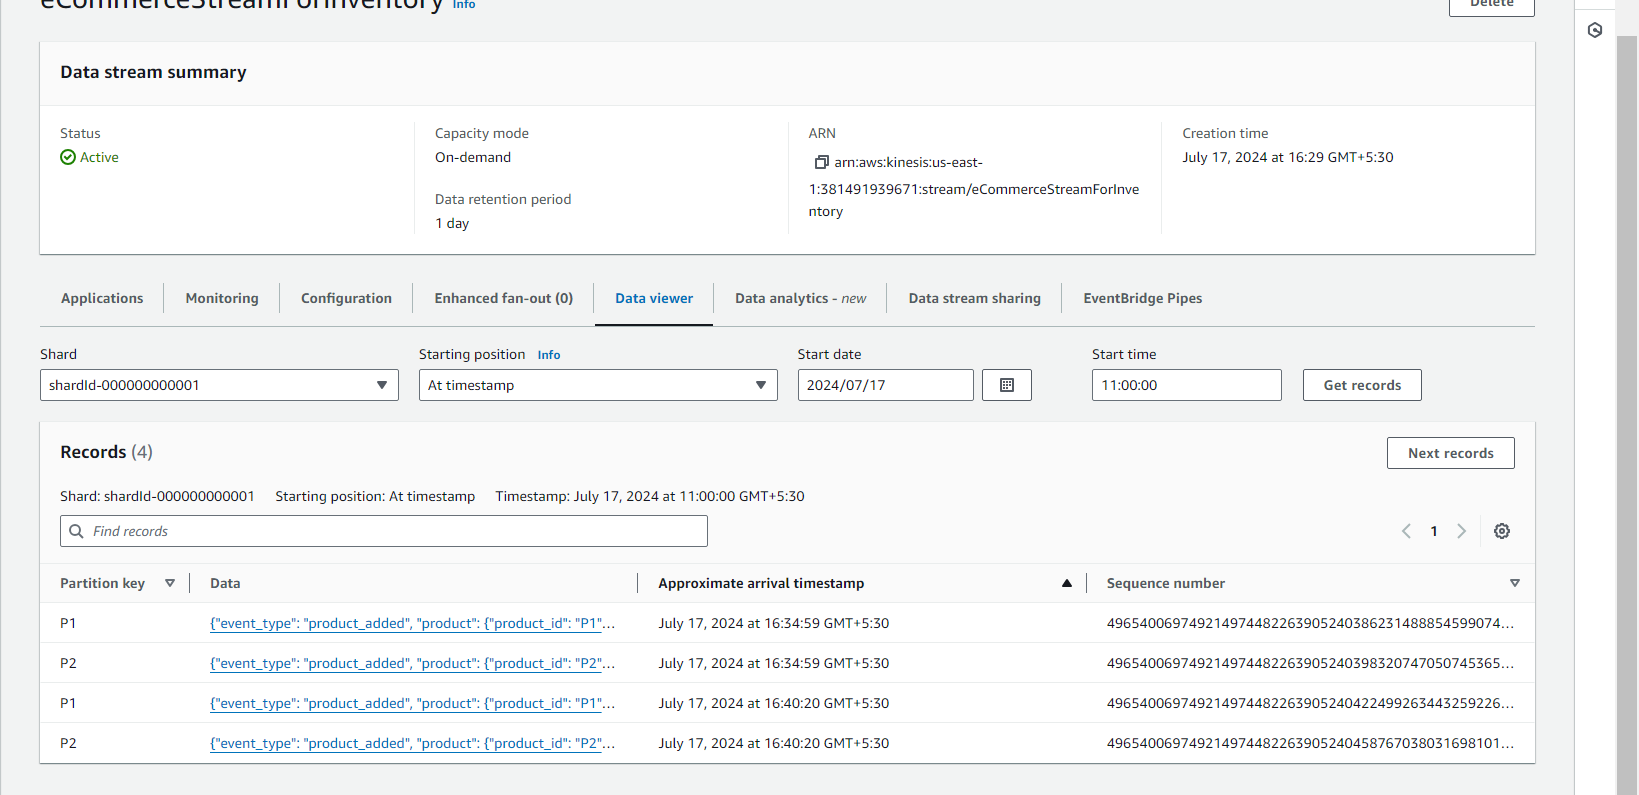 eCommerceStreamForInventory Info
Delete
Data stream summary
Status
Active
Capacity mode
On-demand
Data retention period
1 day
ARN
arn:aws:kinesis:us-east-
1:381491939671:stream/eCommerceStreamForInve
ntory
Creation time
July 17, 2024 at 16:29 GMT+5:30
Applications Monitoring Configuration Enhanced fan-out (0) Data viewer Data analytics - new Data stream sharing EventBridge Pipes
Shard Starting position Info Start date Start time
shardId-000000000001 At timestamp 2024/07/17 11:00:00 Get records
Records (4) Next records
Shard: shardId-000000000001 Starting position: At timestamp Timestamp: July 17, 2024 at 11:00:00 GMT+5:30
Find records 1
Partition key Data Approximate arrival timestamp Sequence number
P1 {"event_type": "product_added", "product": {"product_id": "P1"... July 17, 2024 at 16:34:59 GMT+5:30 49654006974921497448226390524038623148885459907​4...
P2 {"event_type": "product_added", "product": {"product_id": "P2"... July 17, 2024 at 16:34:59 GMT+5:30 496540069749214974482263905240398320747050745365...
P1 {"event_type": "product_added", "product": {"product_id": "P1"... July 17, 2024 at 16:40:20 GMT+5:30 496540069749214974482263905240422499263443259226...
P2 {"event_type": "product_added", "product": {"product_id": "P2"... July 17, 2024 at 16:40:20 GMT+5:30 496540069749214974482263905240458767038031698101...